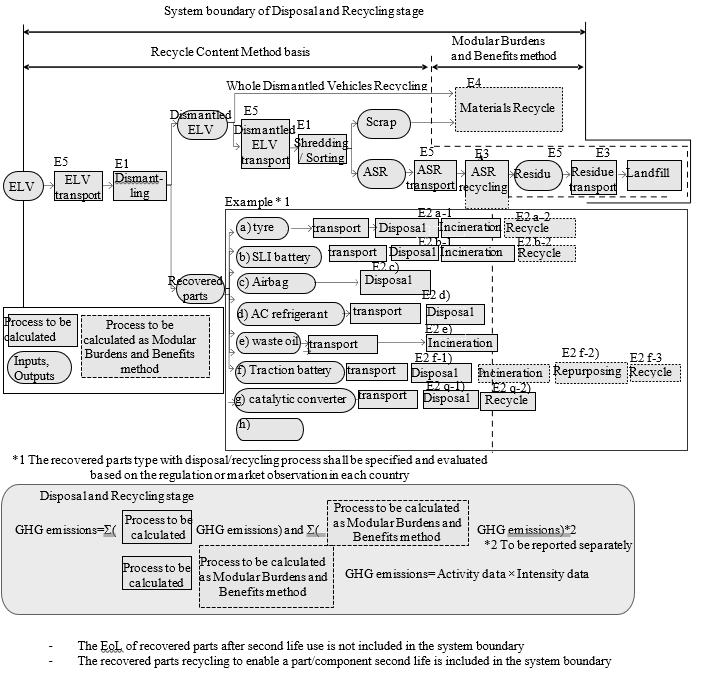 System boundary of Disposal and Recycling stage
Recycle Content Method basis
Modular Burdens
and Benefits method
Whole Dismantled Vehicles Recycling
E4
Materials Recycle
Dismantled
ELV
E5
Dismantled
ELV
transport
E1
Shredding
/ Sorting
Scrap
ASR
E5
ASR
transport
E3
ASR
recycling
Residu
E5
Residue
transport
E3
Landfill
ELV
E5
ELV
transport
E1
Dismant-
ling
Recovered
parts
Example * 1
a) tyre
transport
E2 a-1
Disposal
Incineration
E2 a-2
Recycle
b) SLI battery
transport
E2 b-1
Disposal
Incineration
E2 b-2
Recycle
c) Airbag
E2 c)
Disposal
d) AC refrigerant
transport
E2 d)
Disposal
e) waste oil
transport
E2 e)
Incineration
f) Traction battery
transport
E2 f-1)
Disposal
Incineration
E2 f-2)
Repurposing
E2 f-3
Recycle
g) catalytic converter
transport
E2 g-1)
Disposal
E2 g-2)
Recycle
h)
Process to be
calculated
Process to be
calculated as Modular
Burdens and Benefits
method
Inputs,
Outputs
*1 The recovered parts type with disposal/recycling process shall be specified and evaluated
based on the regulation or market observation in each country
Disposal and Recycling stage
GHG emissions=Σ(
Process to be
calculated
GHG emissions) and Σ(
Process to be calculated
as Modular Burdens and
Benefits method
GHG emissions)*2
*2 To be reported separately
Process to be
calculated
Process to be calculated
as Modular Burdens and
Benefits method
GHG emissions= Activity data × Intensity data
- The EoL of recovered parts after second life use is not included in the system boundary
- The recovered parts recycling to enable a part/component second life is included in the system boundary